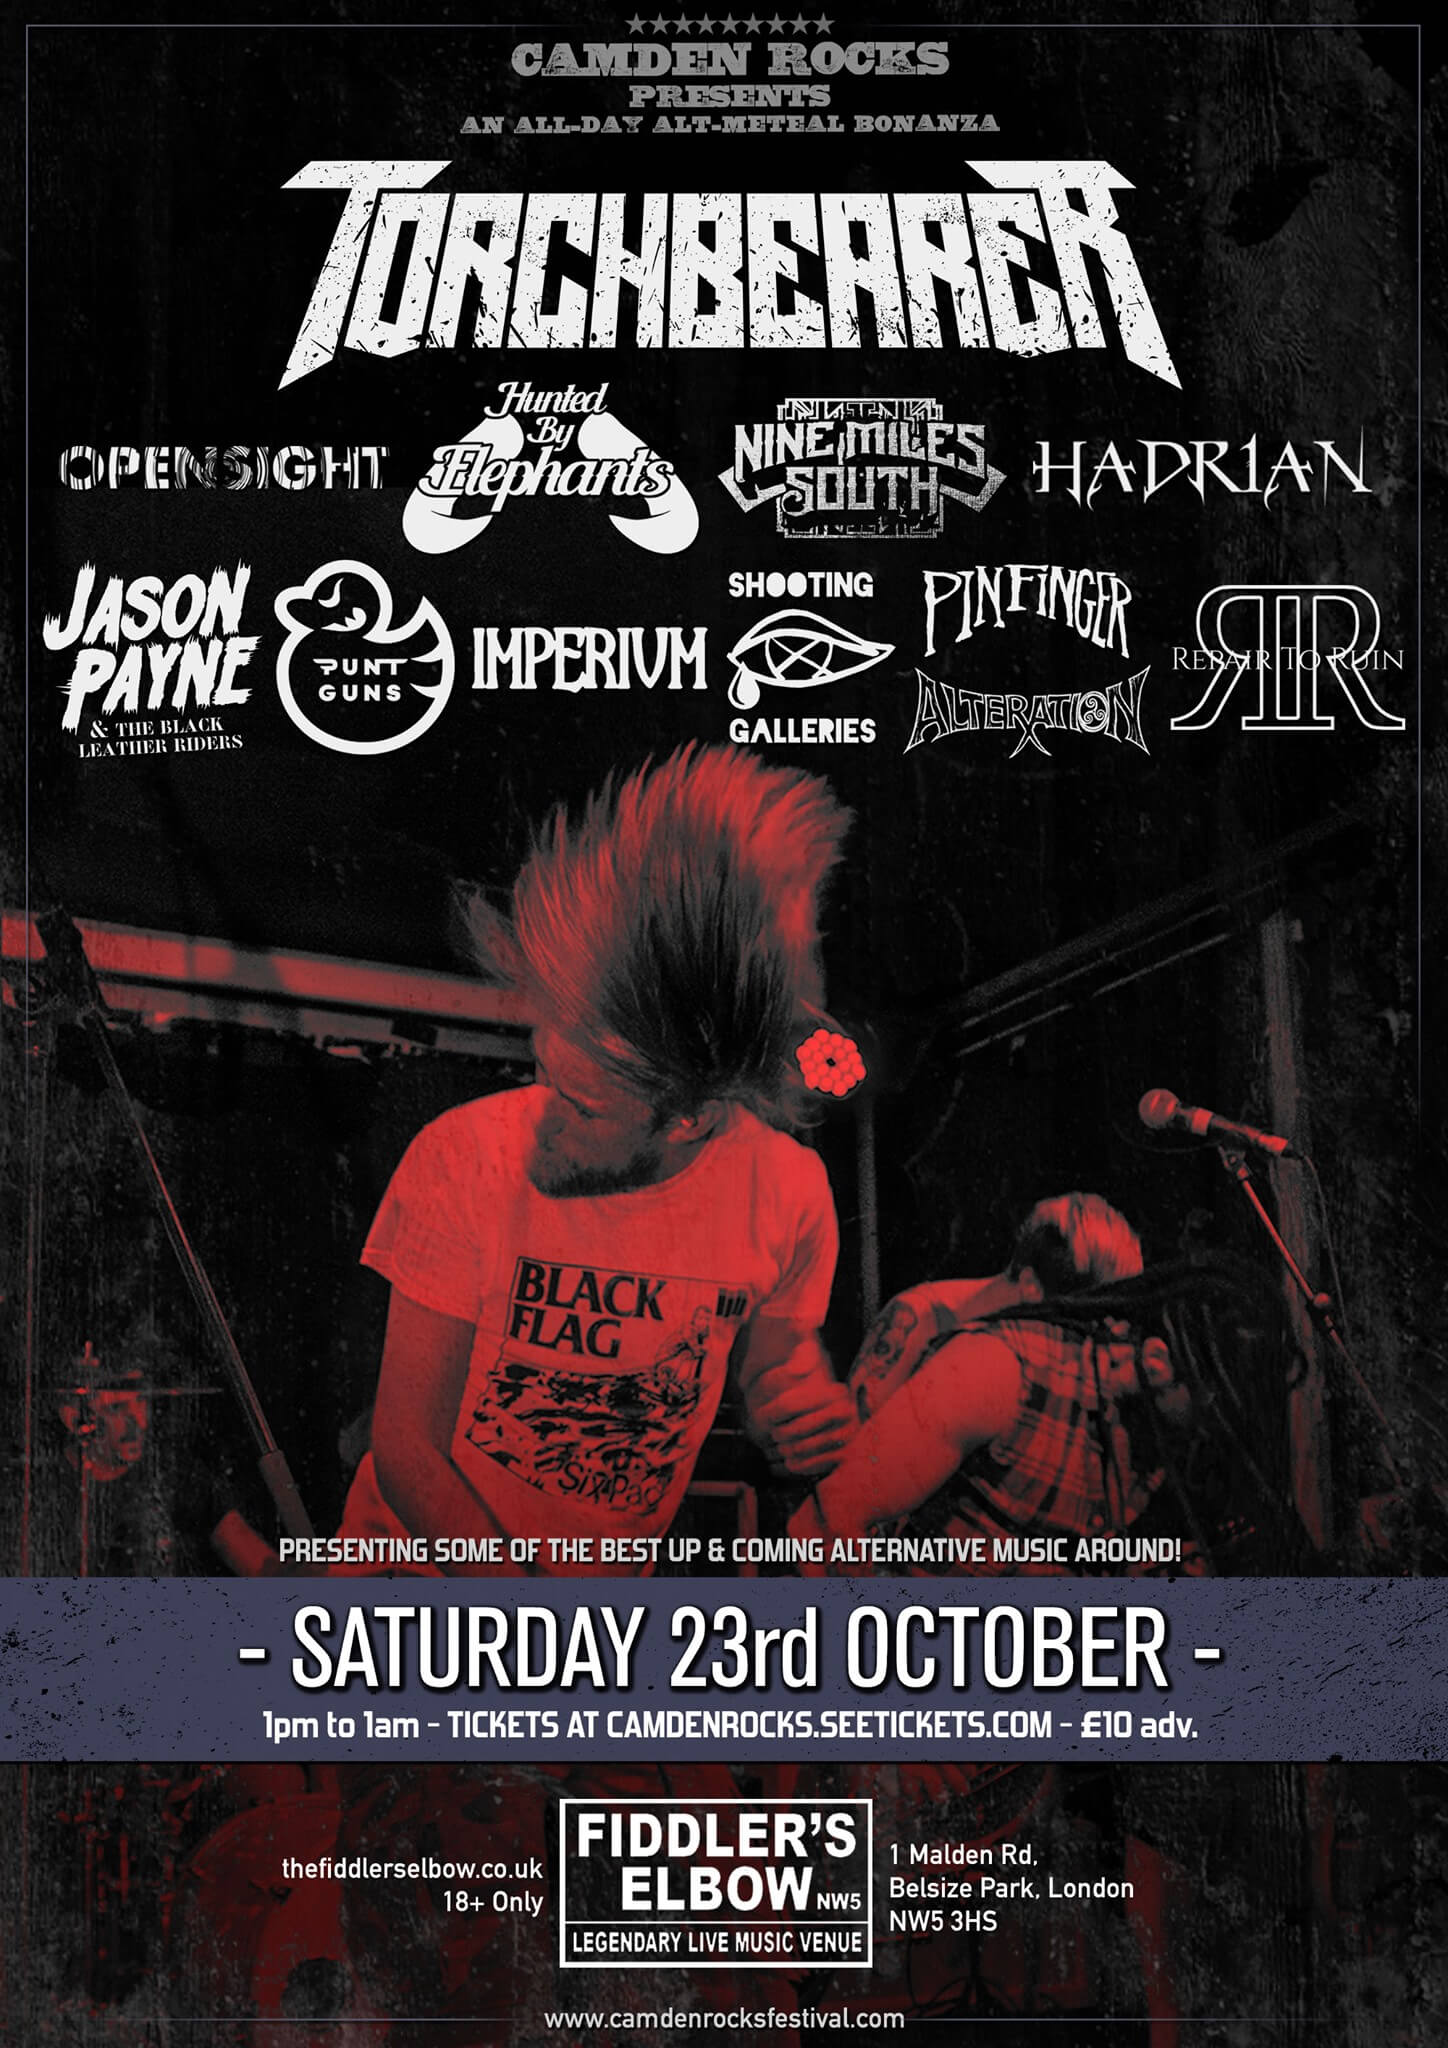 CAMDEN ROCKS
PRESENTS
AN ALL-DAY ALT-METEAL BONANZA
TORCHBEARER
OPENSIGHT
Hunted
By
Elephants
NINE MILES
SOUTH
HADR1AN
JASON
PAYNE
& THE BLACK
LEATHER RIDERS
PUNT
GUNS
IMPERIVM
SHOOTING
GALLERIES
PINFINGER
ALTERATION
RR
REPAIR TO RUIN
BLACK
FLAG
Six Pac
PRESENTING SOME OF THE BEST UP & COMING ALTERNATIVE MUSIC AROUND!
- SATURDAY 23rd OCTOBER -
1pm to 1am - TICKETS AT CAMDENROCKS.SEETICKETS.COM - £10 adv.
thefiddlerselbow.co.uk
18+ Only
FIDDLER'S
ELBOW NW5
LEGENDARY LIVE MUSIC VENUE
1 Malden Rd,
Belsize Park, London
NW5 3HS
www.camdenrocksfestival.com